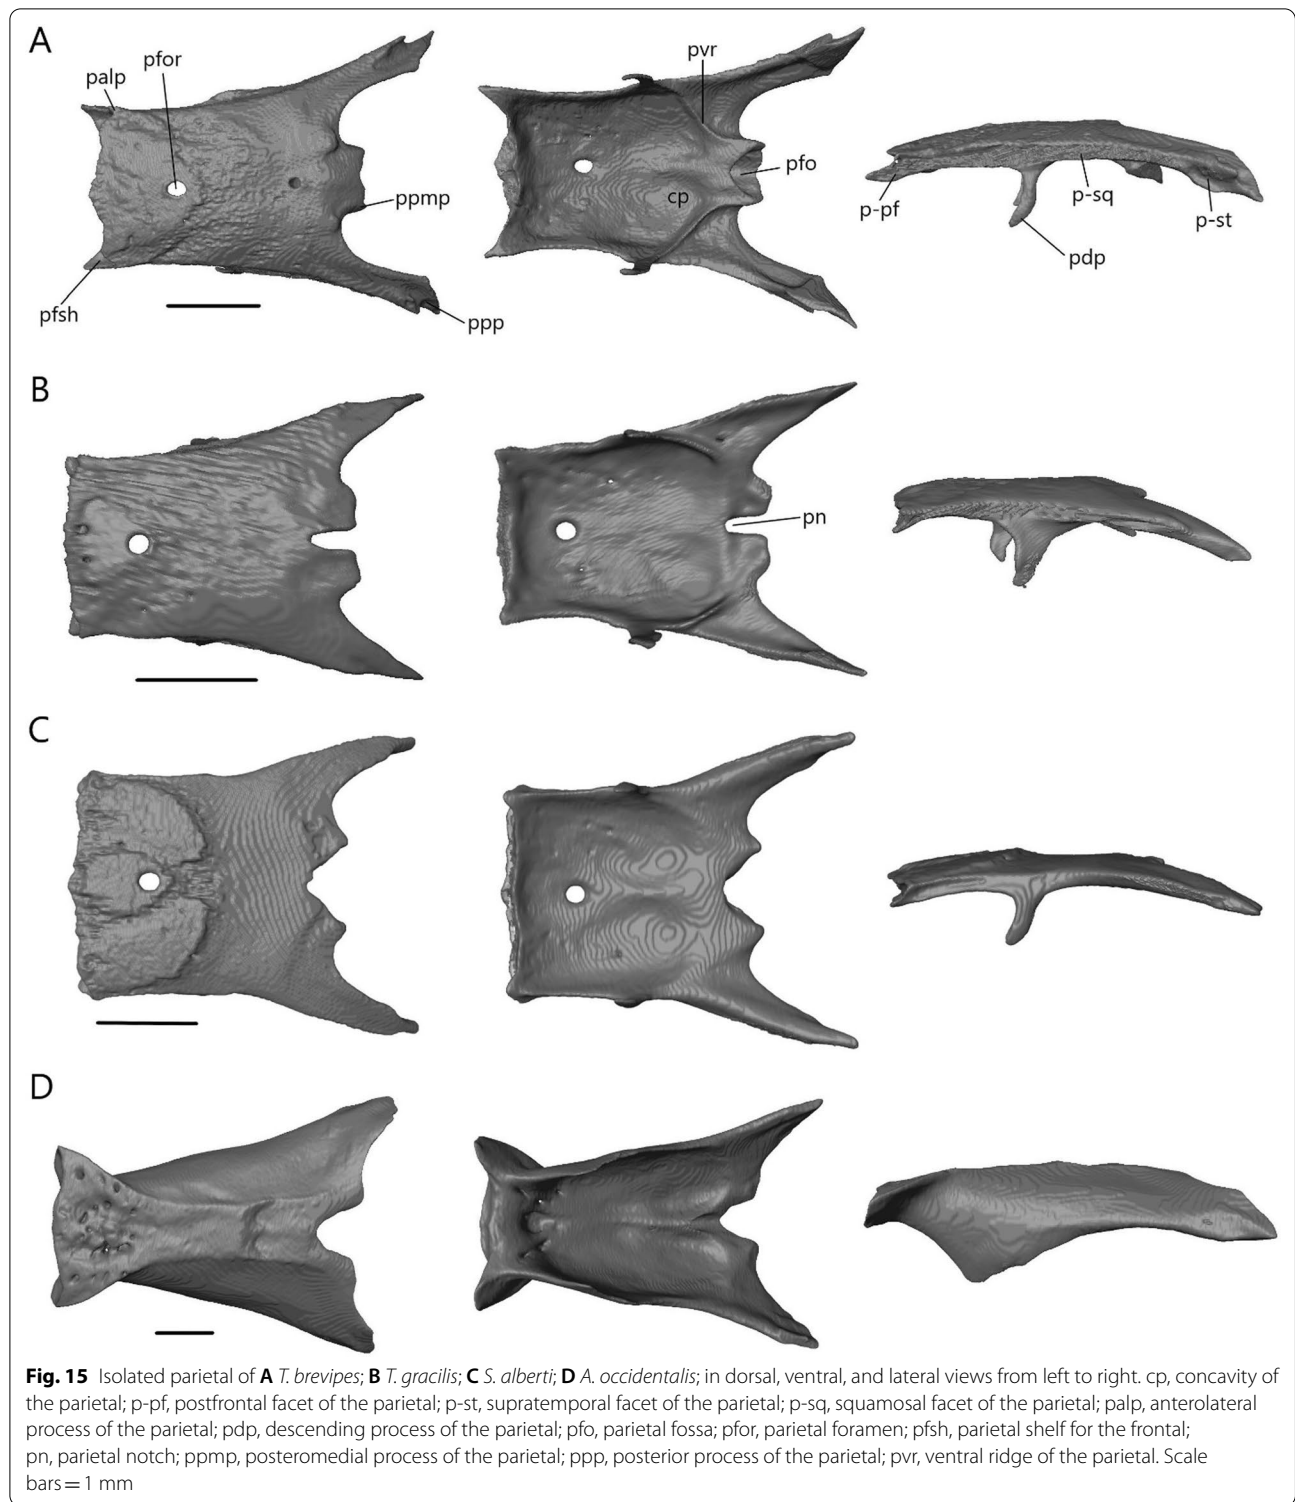 A
palp
pfor
pfsh
ppmp
ppp
pvr
pfo
cp
p-pf
p-sq
p-st
pdp
B
pn
C
D
Fig. 15 Isolated parietal of A T. brevipes; B T. gracilis; C S. alberti; D A. occidentalis; in dorsal, ventral, and lateral views from left to right. cp, concavity of
the parietal; p-pf, postfrontal facet of the parietal; p-st, supratemporal facet of the parietal; p-sq, squamosal facet of the parietal; palp, anterolateral
process of the parietal; pdp, descending process of the parietal; pfo, parietal fossa; pfor, parietal foramen; pfsh, parietal shelf for the frontal;
pn, parietal notch; ppmp, posteromedial process of the parietal; ppp, posterior process of the parietal; pvr, ventral ridge of the parietal. Scale
bars = 1 mm